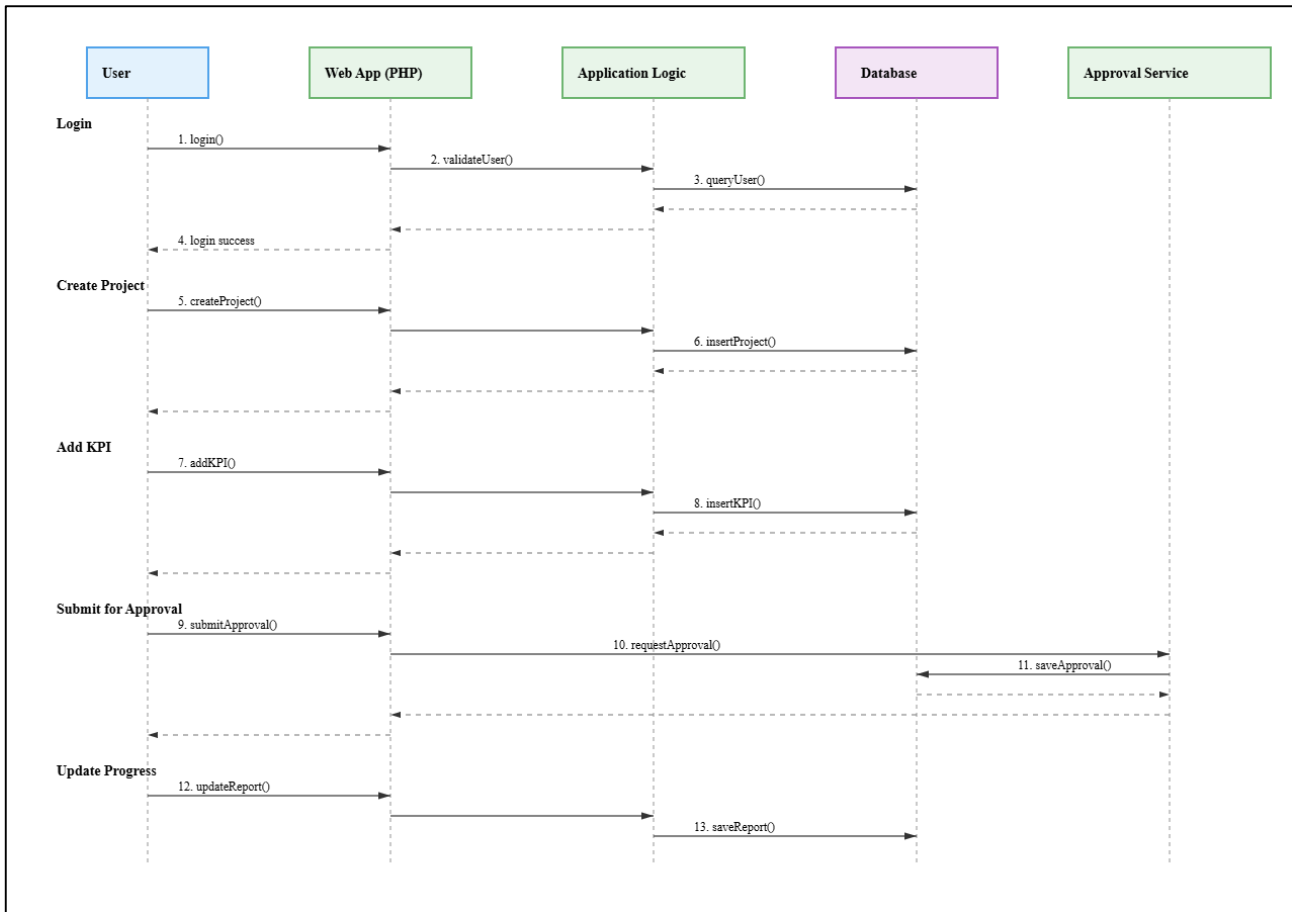 User
Web App (PHP)
Application Logic
Database
Approval Service
Login
1. login()
2. validateUser()
3. queryUser()
4. login success
Create Project
5. createProject()
6. insertProject()
Add KPI
7. addKPI()
8. insertKPI()
Submit for Approval
9. submitApproval()
10. requestApproval()
11. saveApproval()
Update Progress
12. updateReport()
13. saveReport()